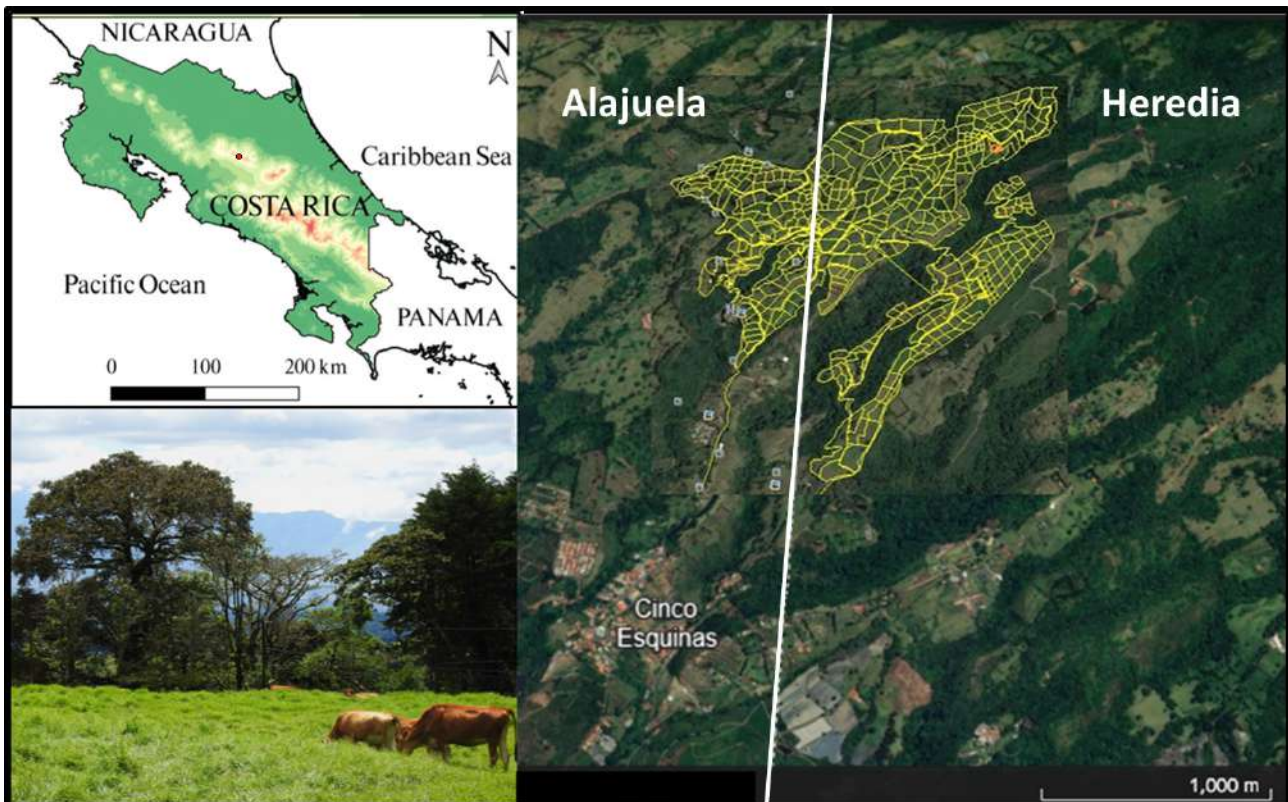 NICARAGUA
N
Caribbean Sea
COSTA RICA
Pacific Ocean
PANAMA
0 100 200 km
Alajuela Heredia
Cinco
Esquinas
1,000 m